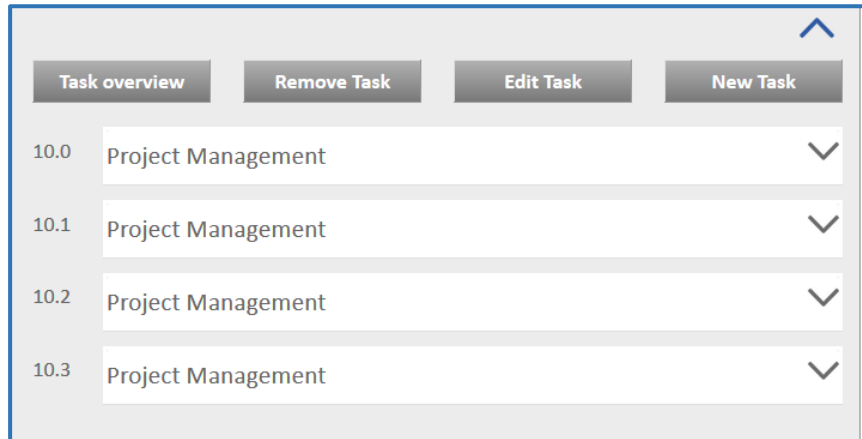 Task overview Remove Task Edit Task New Task
10.0 Project Management
10.1 Project Management
10.2 Project Management
10.3 Project Management